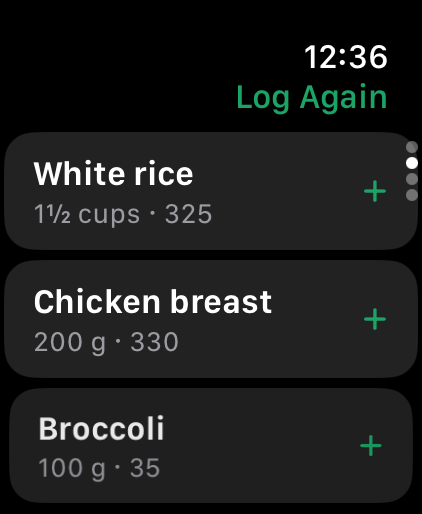 12:36
Log Again
White rice
1½ cups · 325
Chicken breast
200 g · 330
Broccoli
100 g · 35